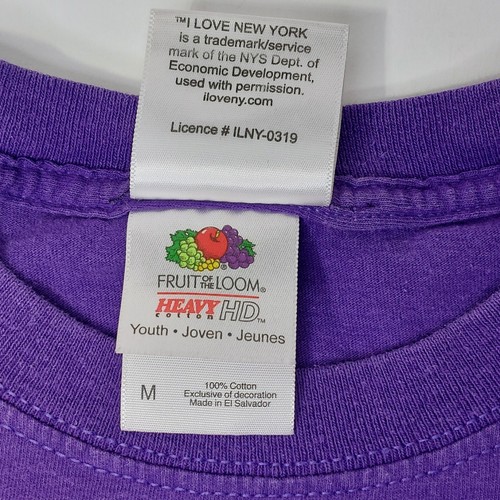 ™I LOVE NEW YORK
is a trademark/service
mark of the NYS Dept. of
Economic Development,
used with permission.
iloveny.com
Licence # ILNY-0319
FRUIT OF THE LOOM®
HEAVY HD™
cotton
Youth • Joven • Jeunes
M
100% Cotton
Exclusive of decoration
Made in El Salvador